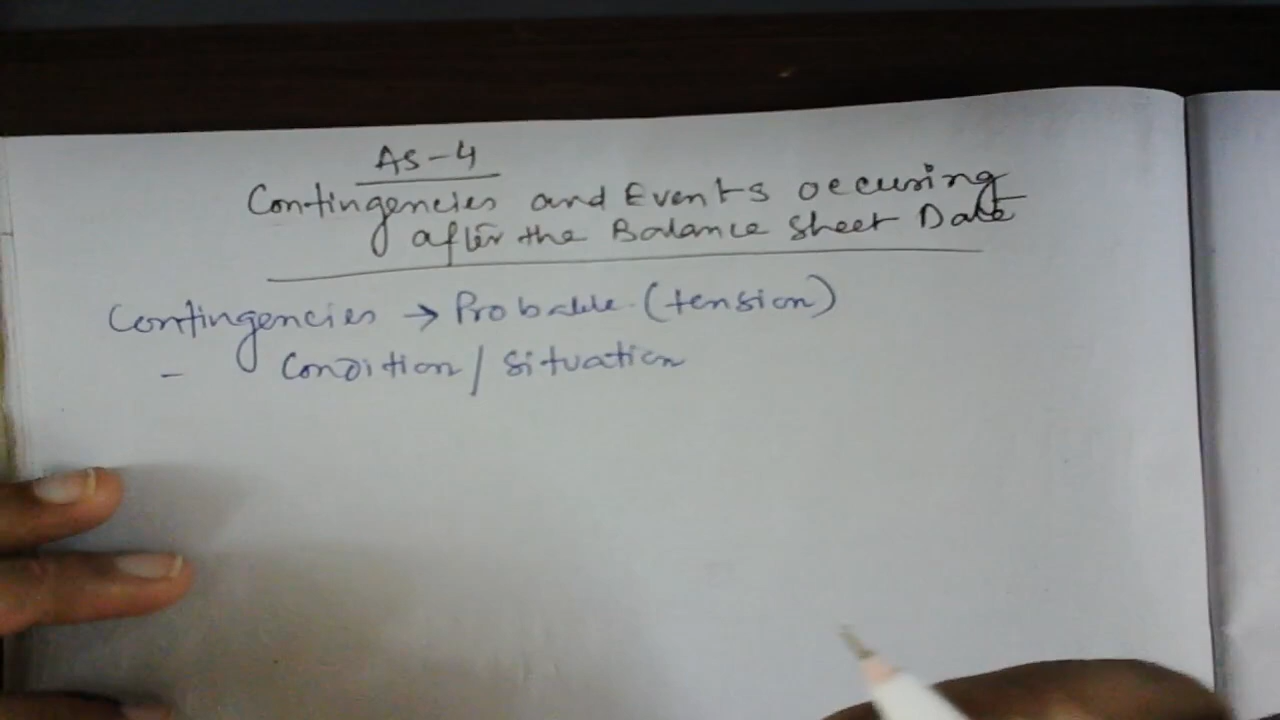 AS-4
Contingencies and Events occuring
after the Balance Sheet Date
Contingencies → Probable (tension)
- Condition / Situation